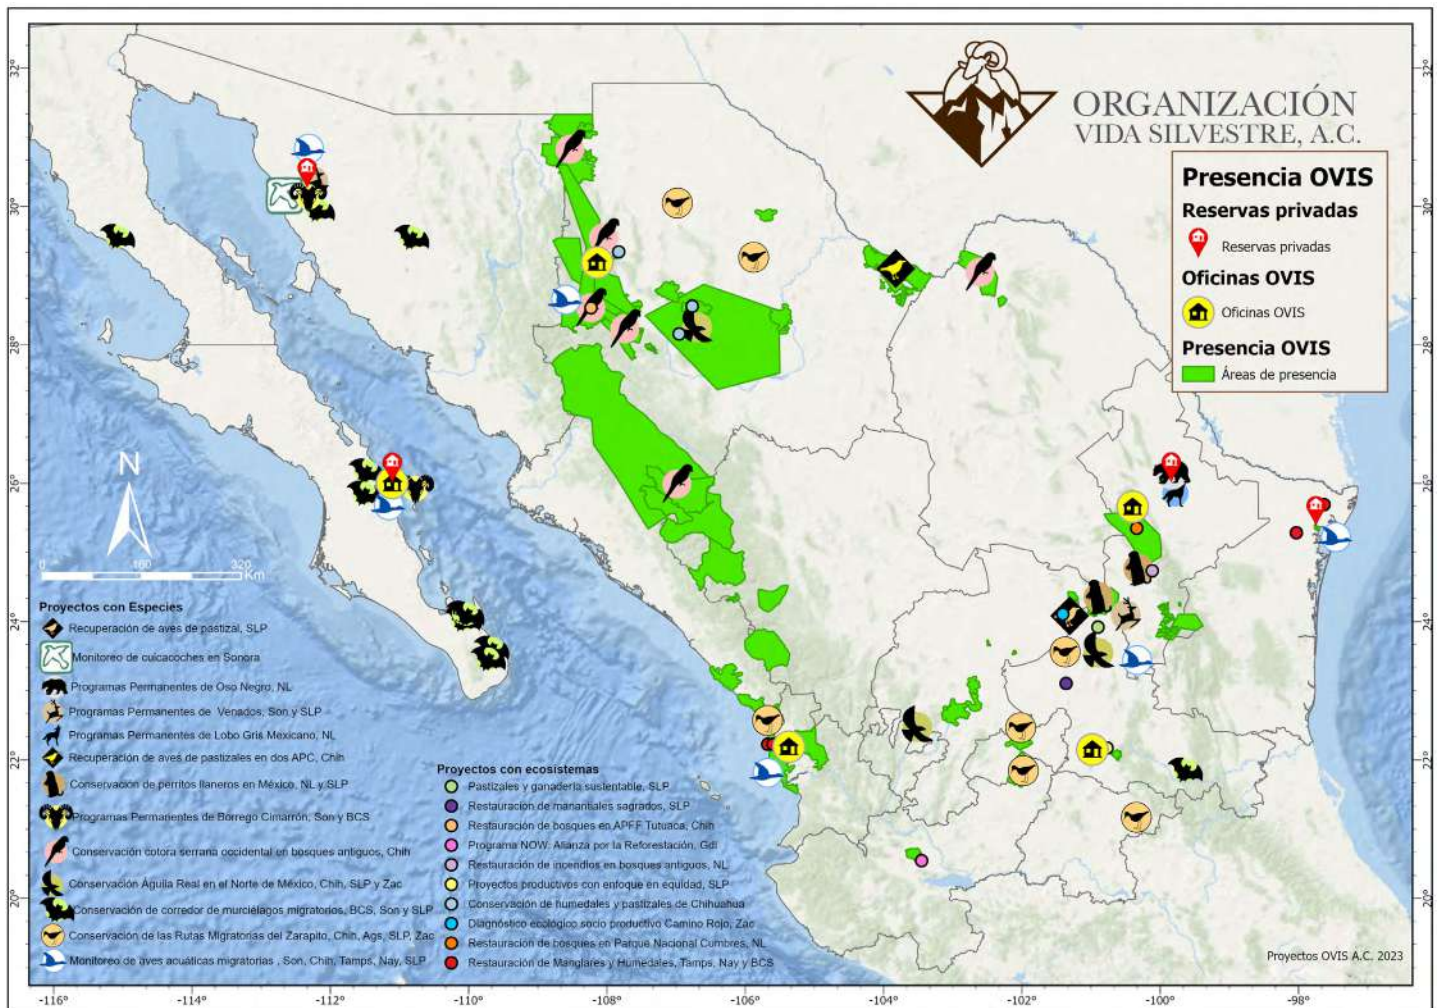 ORGANIZACIÓN
VIDA SILVESTRE, A.C.
Presencia OVIS
Reservas privadas
Reservas privadas
Oficinas OVIS
Oficinas OVIS
Presencia OVIS
Áreas de presencia
32°
30°
28°
26°
24°
22°
20°
32°
30°
28°
26°
24°
22°
20°
N
0 160 320
Km
Proyectos con Especies
Recuperación de aves de pastizal, SLP
Monitoreo de cuicacoches en Sonora
Programas Permanentes de Oso Negro, NL
Programas Permanentes de Venados, Son y SLP
Programas Permanentes de Lobo Gris Mexicano, NL
Recuperación de aves de pastizales en dos APC, Chih
Conservación de perritos llaneros en México, NL y SLP
Programas Permanentes de Borrego Cimarrón, Son y BCS
Conservación cotora serrana occidental en bosques antiguos, Chih
Conservación Águila Real en el Norte de México, Chih, SLP y Zac
Conservación de corredor de murciélagos migratorios, BCS, Son y SLP
Conservación de las Rutas Migratorias del Zarapito, Chih, Ags, SLP, Zac
Monitoreo de aves acuáticas migratorias , Son, Chih, Tamps, Nay, SLP
Proyectos con ecosistemas
Pastizales y ganadería sustentable, SLP
Restauración de manantiales sagrados, SLP
Restauración de bosques en APFF Tutuaca, Chih
Programa NOW: Alianza por la Reforestación, Gdl
Restauración de incendios en bosques antiguos, NL
Proyectos productivos con enfoque en equidad, SLP
Conservación de humedales y pastizales de Chihuahua
Diagnóstico ecológico socio productivo Camino Rojo, Zac
Restauración de bosques en Parque Nacional Cumbres, NL
Restauración de Manglares y Humedales, Tamps, Nay y BCS
Proyectos OVIS A.C. 2023
-116° -114° -112° -110° -108° -106° -104° -102° -100° -98°